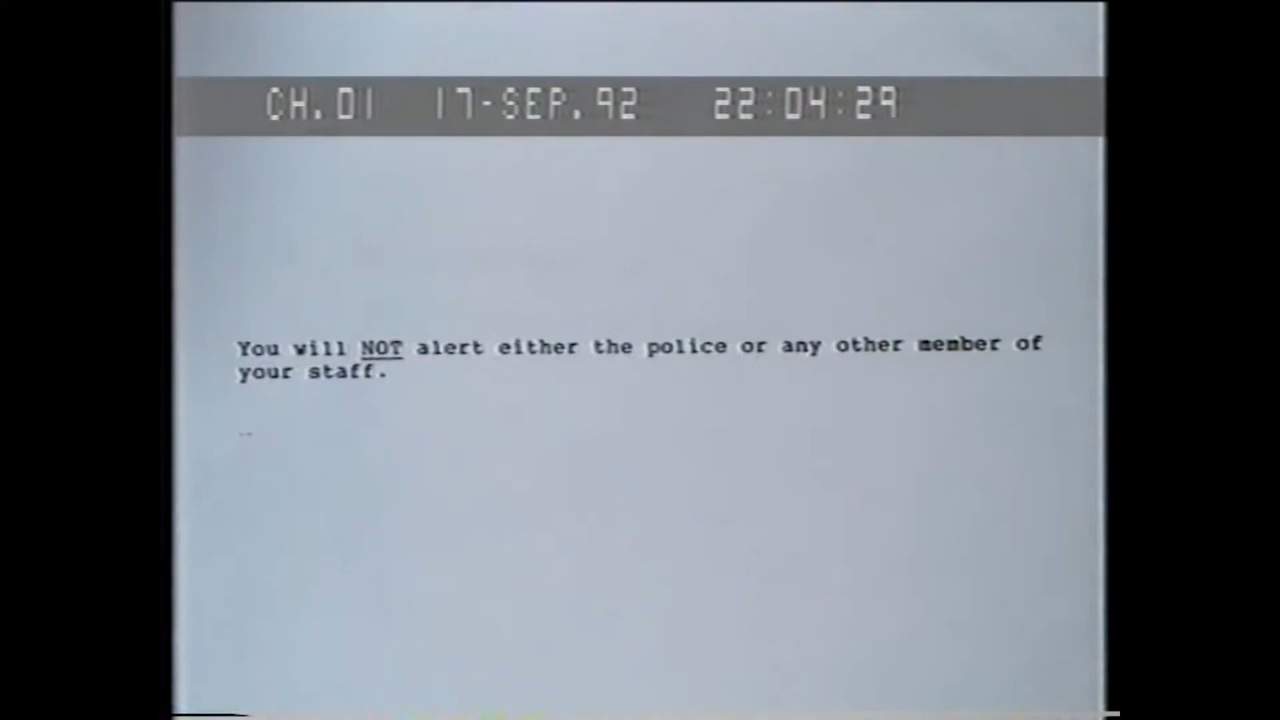 CH.01 17-SEP.92 22:04:29
You will NOT alert either the police or any other member of
your staff.